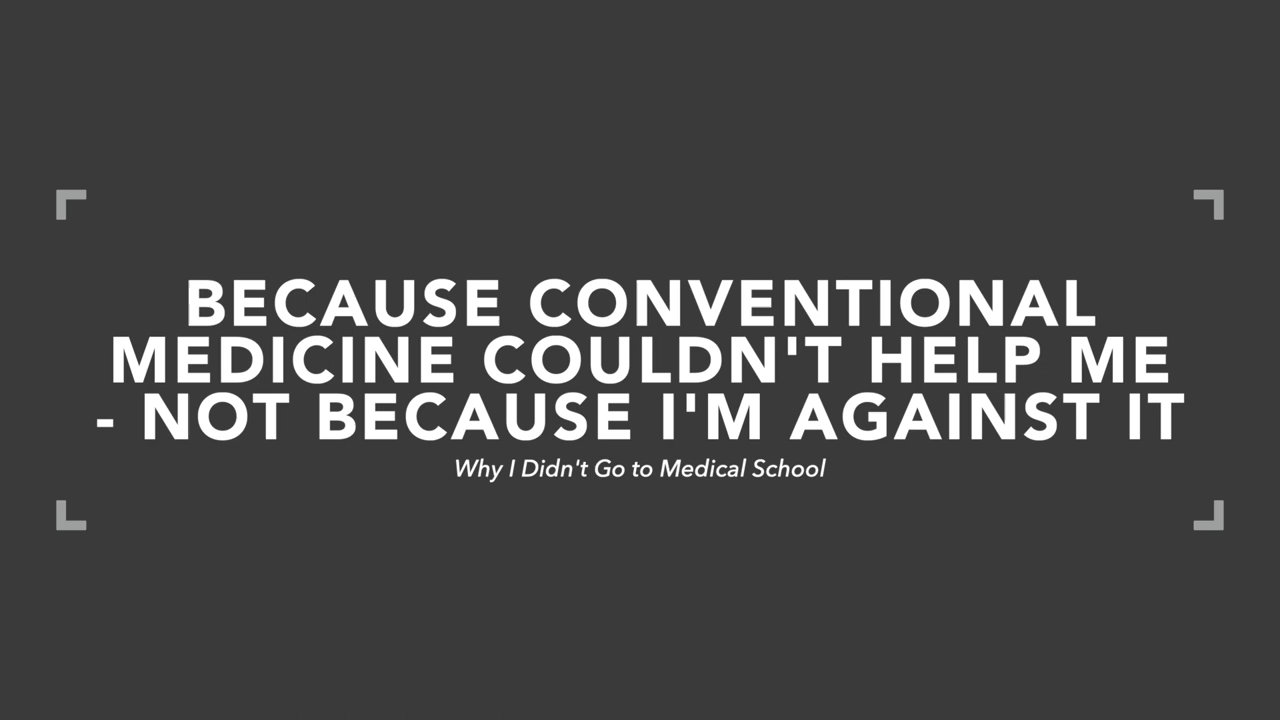 BECAUSE CONVENTIONAL
MEDICINE COULDN'T HELP ME
- NOT BECAUSE I'M AGAINST IT
Why I Didn't Go to Medical School